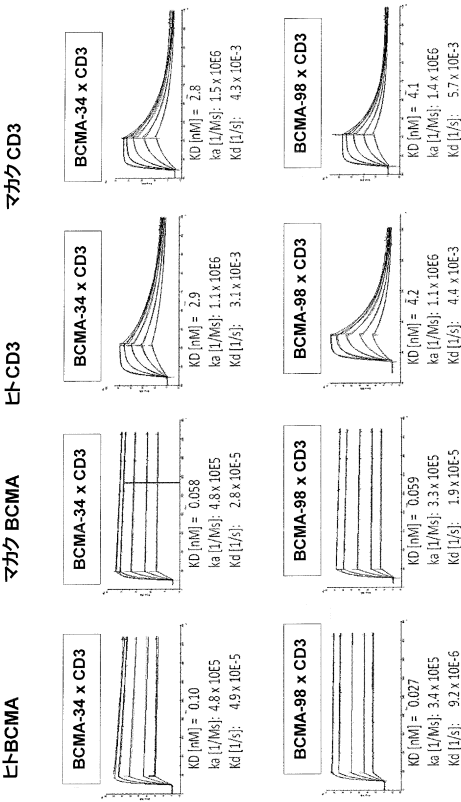 ヒトBCMA
マカク BCMA
ヒトCD3
マカク CD3
BCMA-34 x CD3
KD [nM] = 0.10
ka [1/Ms]: 4.8 x 10E5
Kd [1/s]: 4.9 x 10E-5
BCMA-34 x CD3
KD [nM] = 0.058
ka [1/Ms]: 4.8 x 10E5
Kd [1/s]: 2.8 x 10E-5
BCMA-34 x CD3
KD [nM] = 2.9
ka [1/Ms]: 1.1 x 10E6
Kd [1/s]: 3.1 x 10E-3
BCMA-34 x CD3
KD [nM] = 2.8
ka [1/Ms]: 1.5 x 10E6
Kd [1/s]: 4.3 x 10E-3
BCMA-98 x CD3
KD [nM] = 0.027
ka [1/Ms]: 3.4 x 10E5
Kd [1/s]: 9.2 x 10E-6
BCMA-98 x CD3
KD [nM] = 0.059
ka [1/Ms]: 3.3 x 10E5
Kd [1/s]: 1.9 x 10E-5
BCMA-98 x CD3
KD [nM] = 4.2
ka [1/Ms]: 1.1 x 10E6
Kd [1/s]: 4.4 x 10E-3
BCMA-98 x CD3
KD [nM] = 4.1
ka [1/Ms]: 1.4 x 10E6
Kd [1/s]: 5.7 x 10E-3